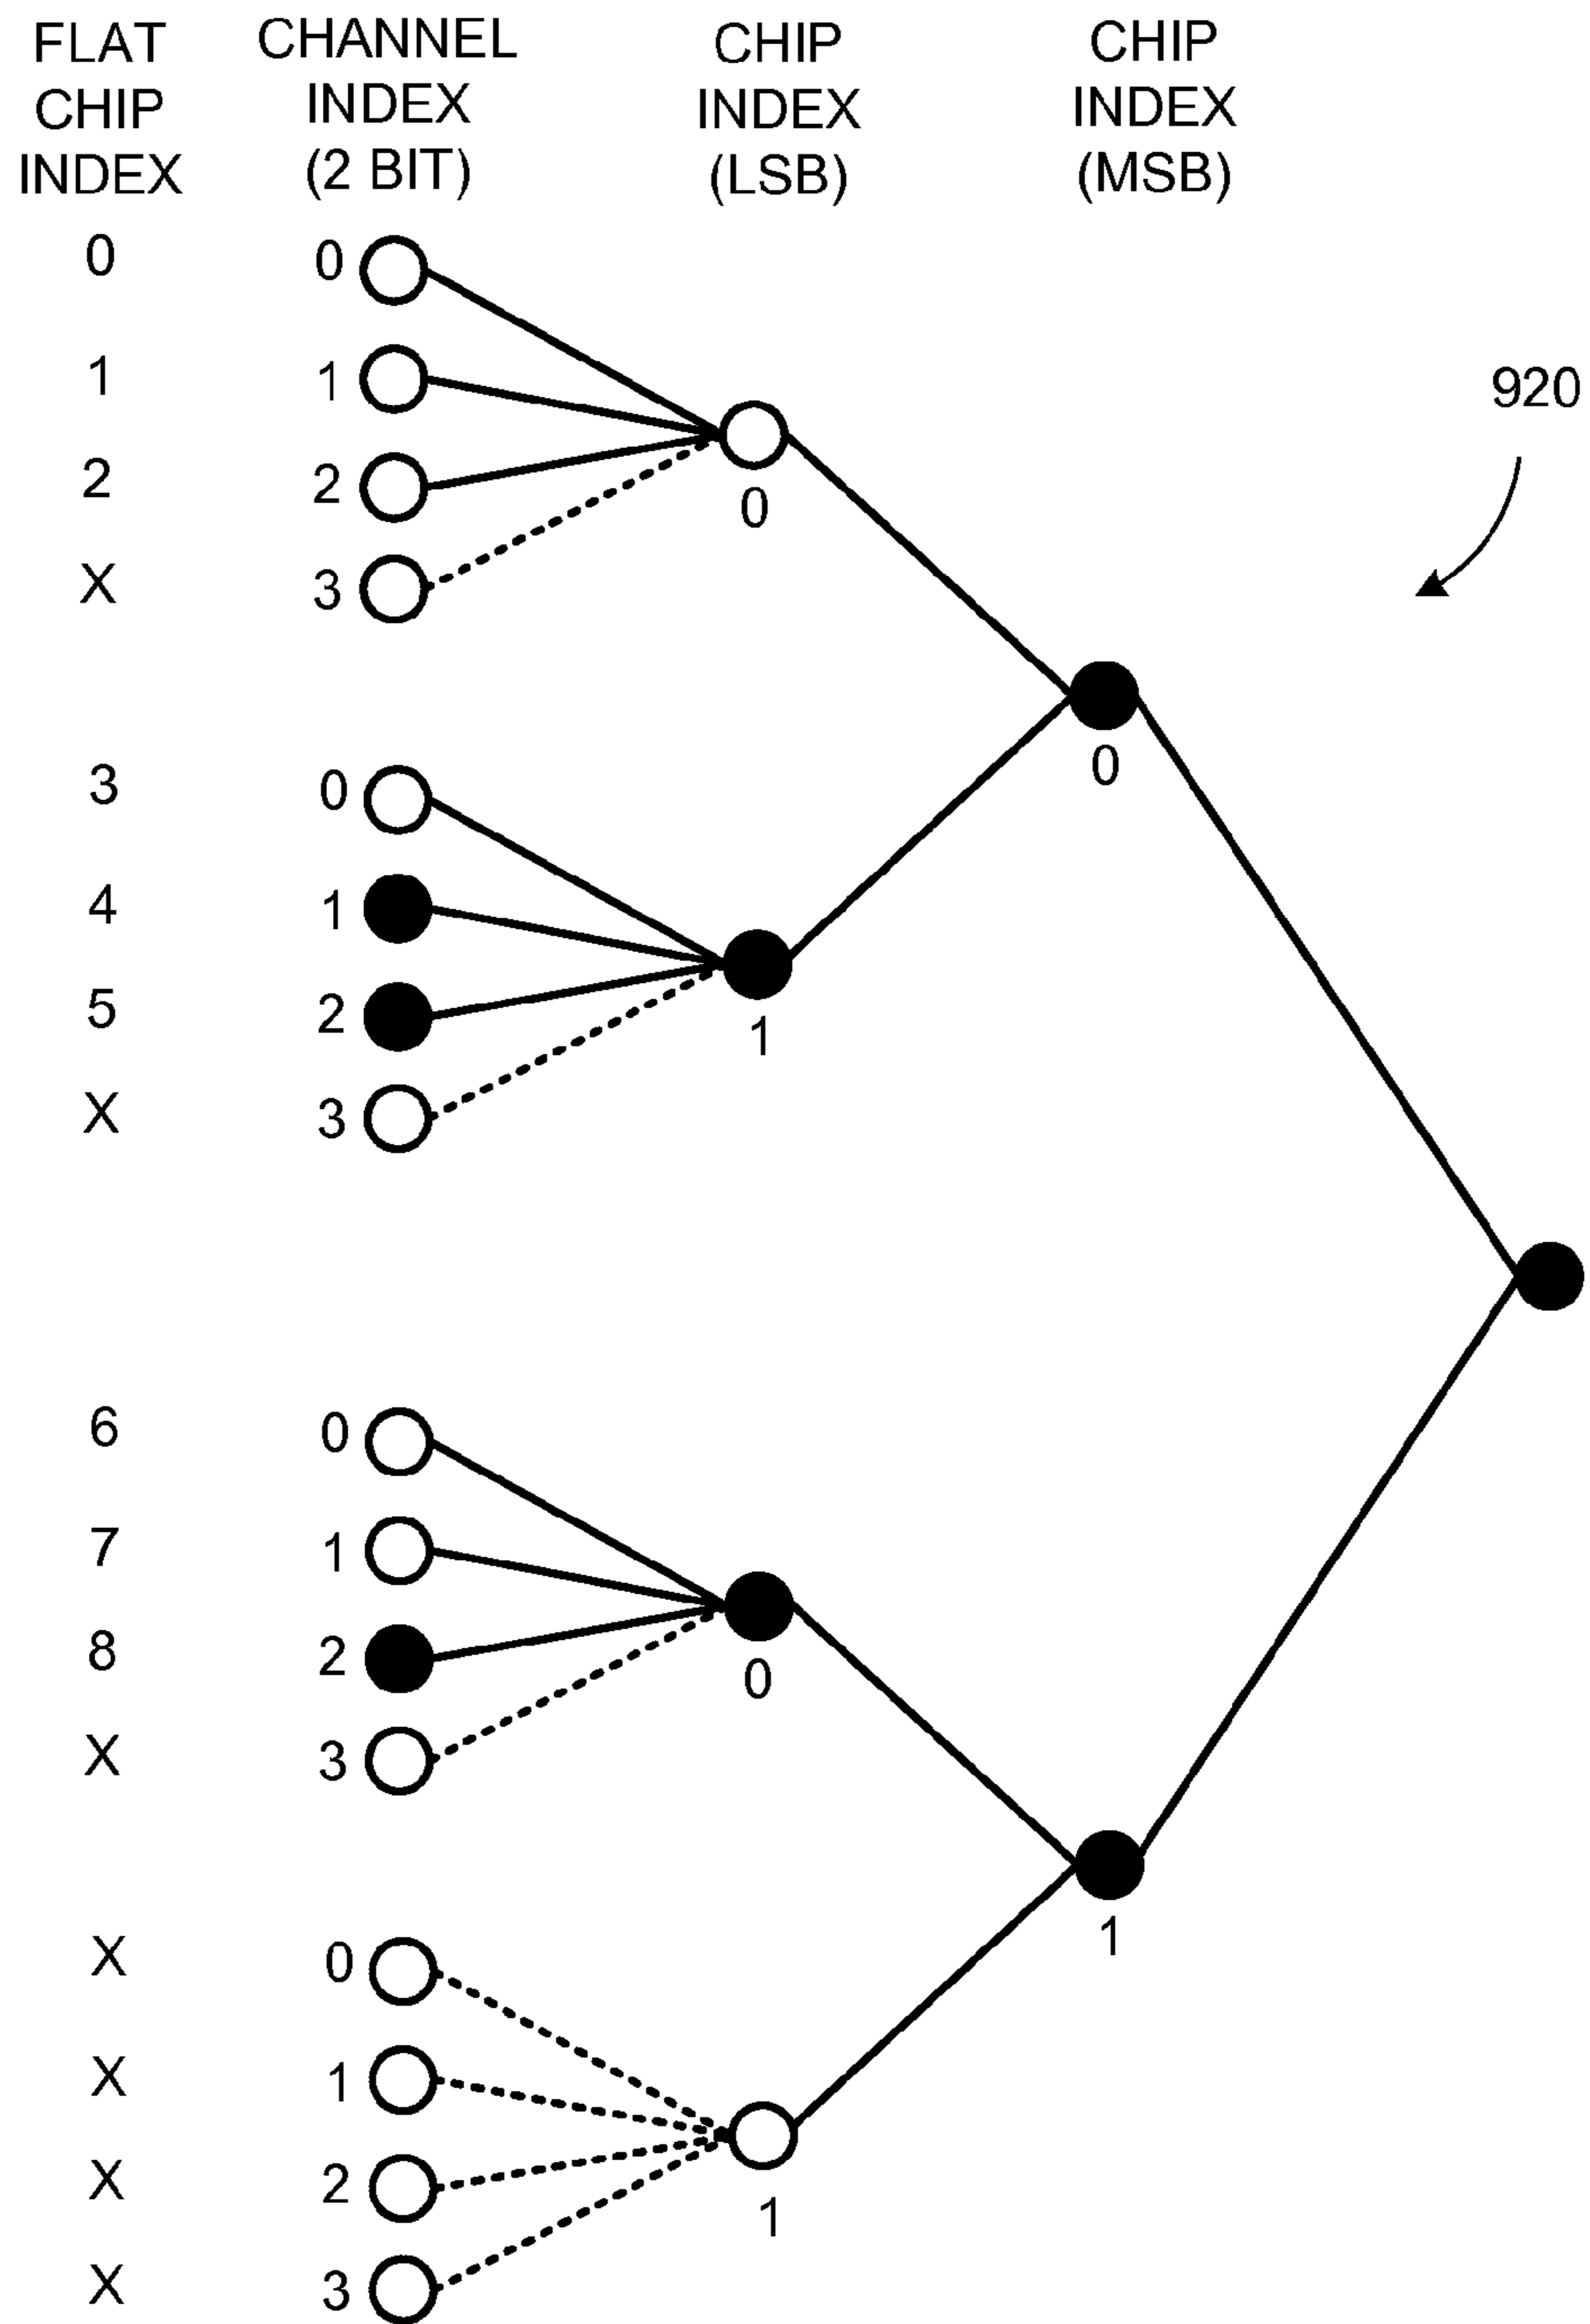 FLAT CHIP INDEX
CHANNEL INDEX (2 BIT)
CHIP INDEX (LSB)
CHIP INDEX (MSB)
0 0
1 1
920
2 2
0
X 3
0
3 0
4 1
5 2
1
X 3
6 0
7 1
8 2
0
X 3
1
X 0
X 1
X 2
1
X 3